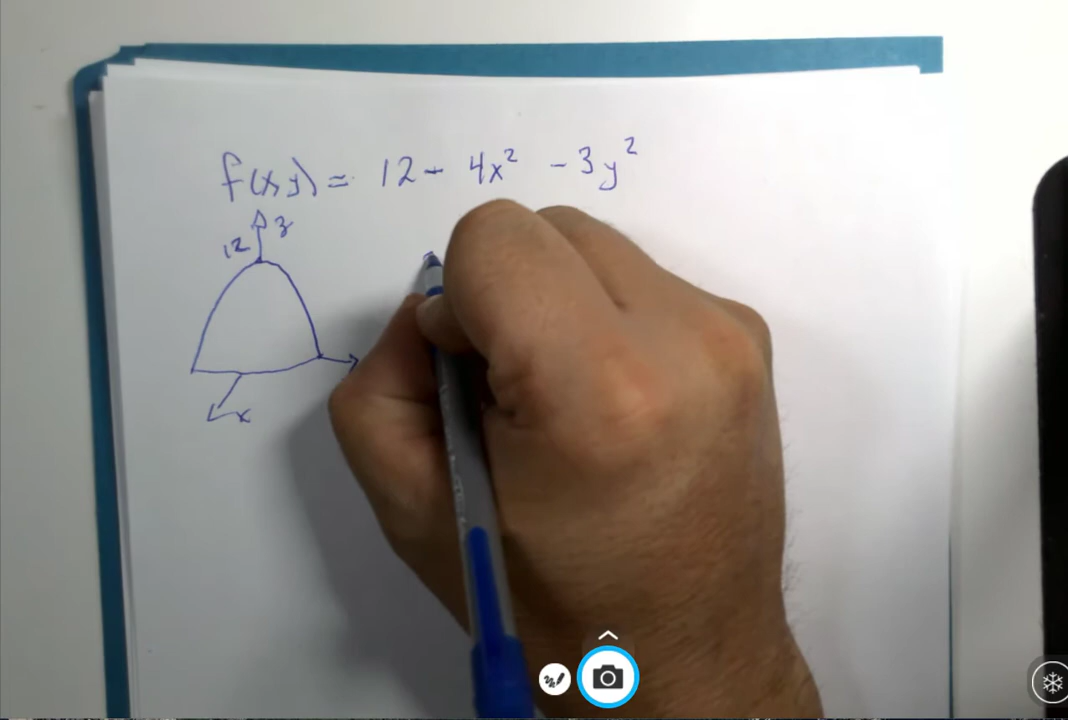 f(x,y) = 12 - 4x² - 3y²
z
12
x